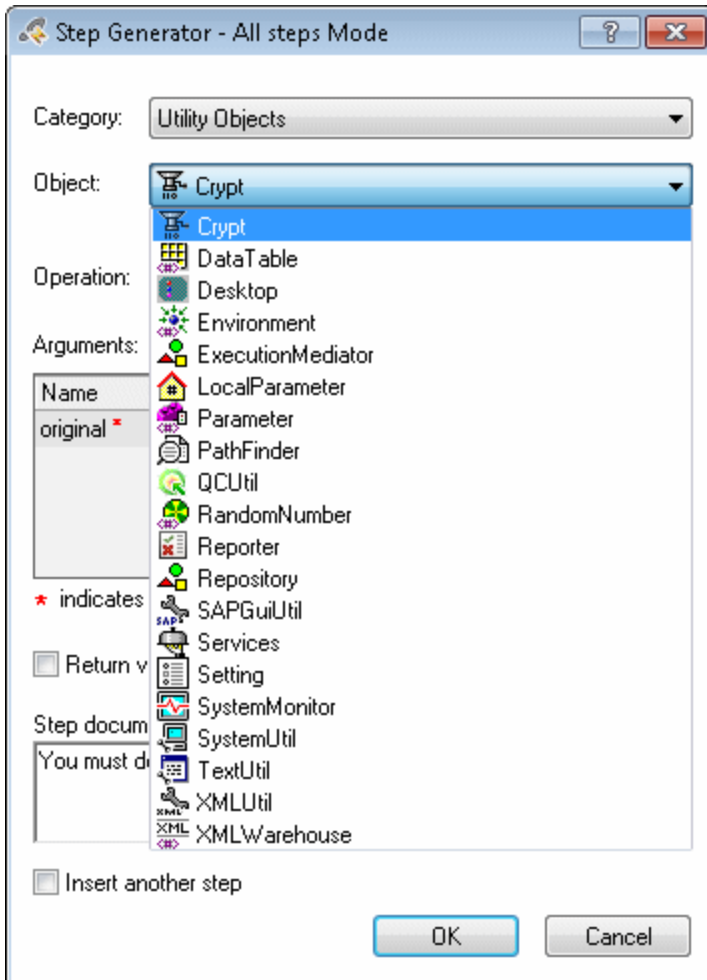 Step Generator - All steps Mode
Category: Utility Objects
Object: Crypt
Crypt
DataTable
Desktop
Operation:
Environment
Arguments:
ExecutionMediator
LocalParameter
Name
Parameter
original *
PathFinder
QCUtil
RandomNumber
Reporter
Repository
* indicates
SAPGuiUtil
Services
Return v
Setting
SystemMonitor
Step docum
SystemUtil
You must d
TextUtil
XMLUtil
XMLWarehouse
Insert another step
OK Cancel